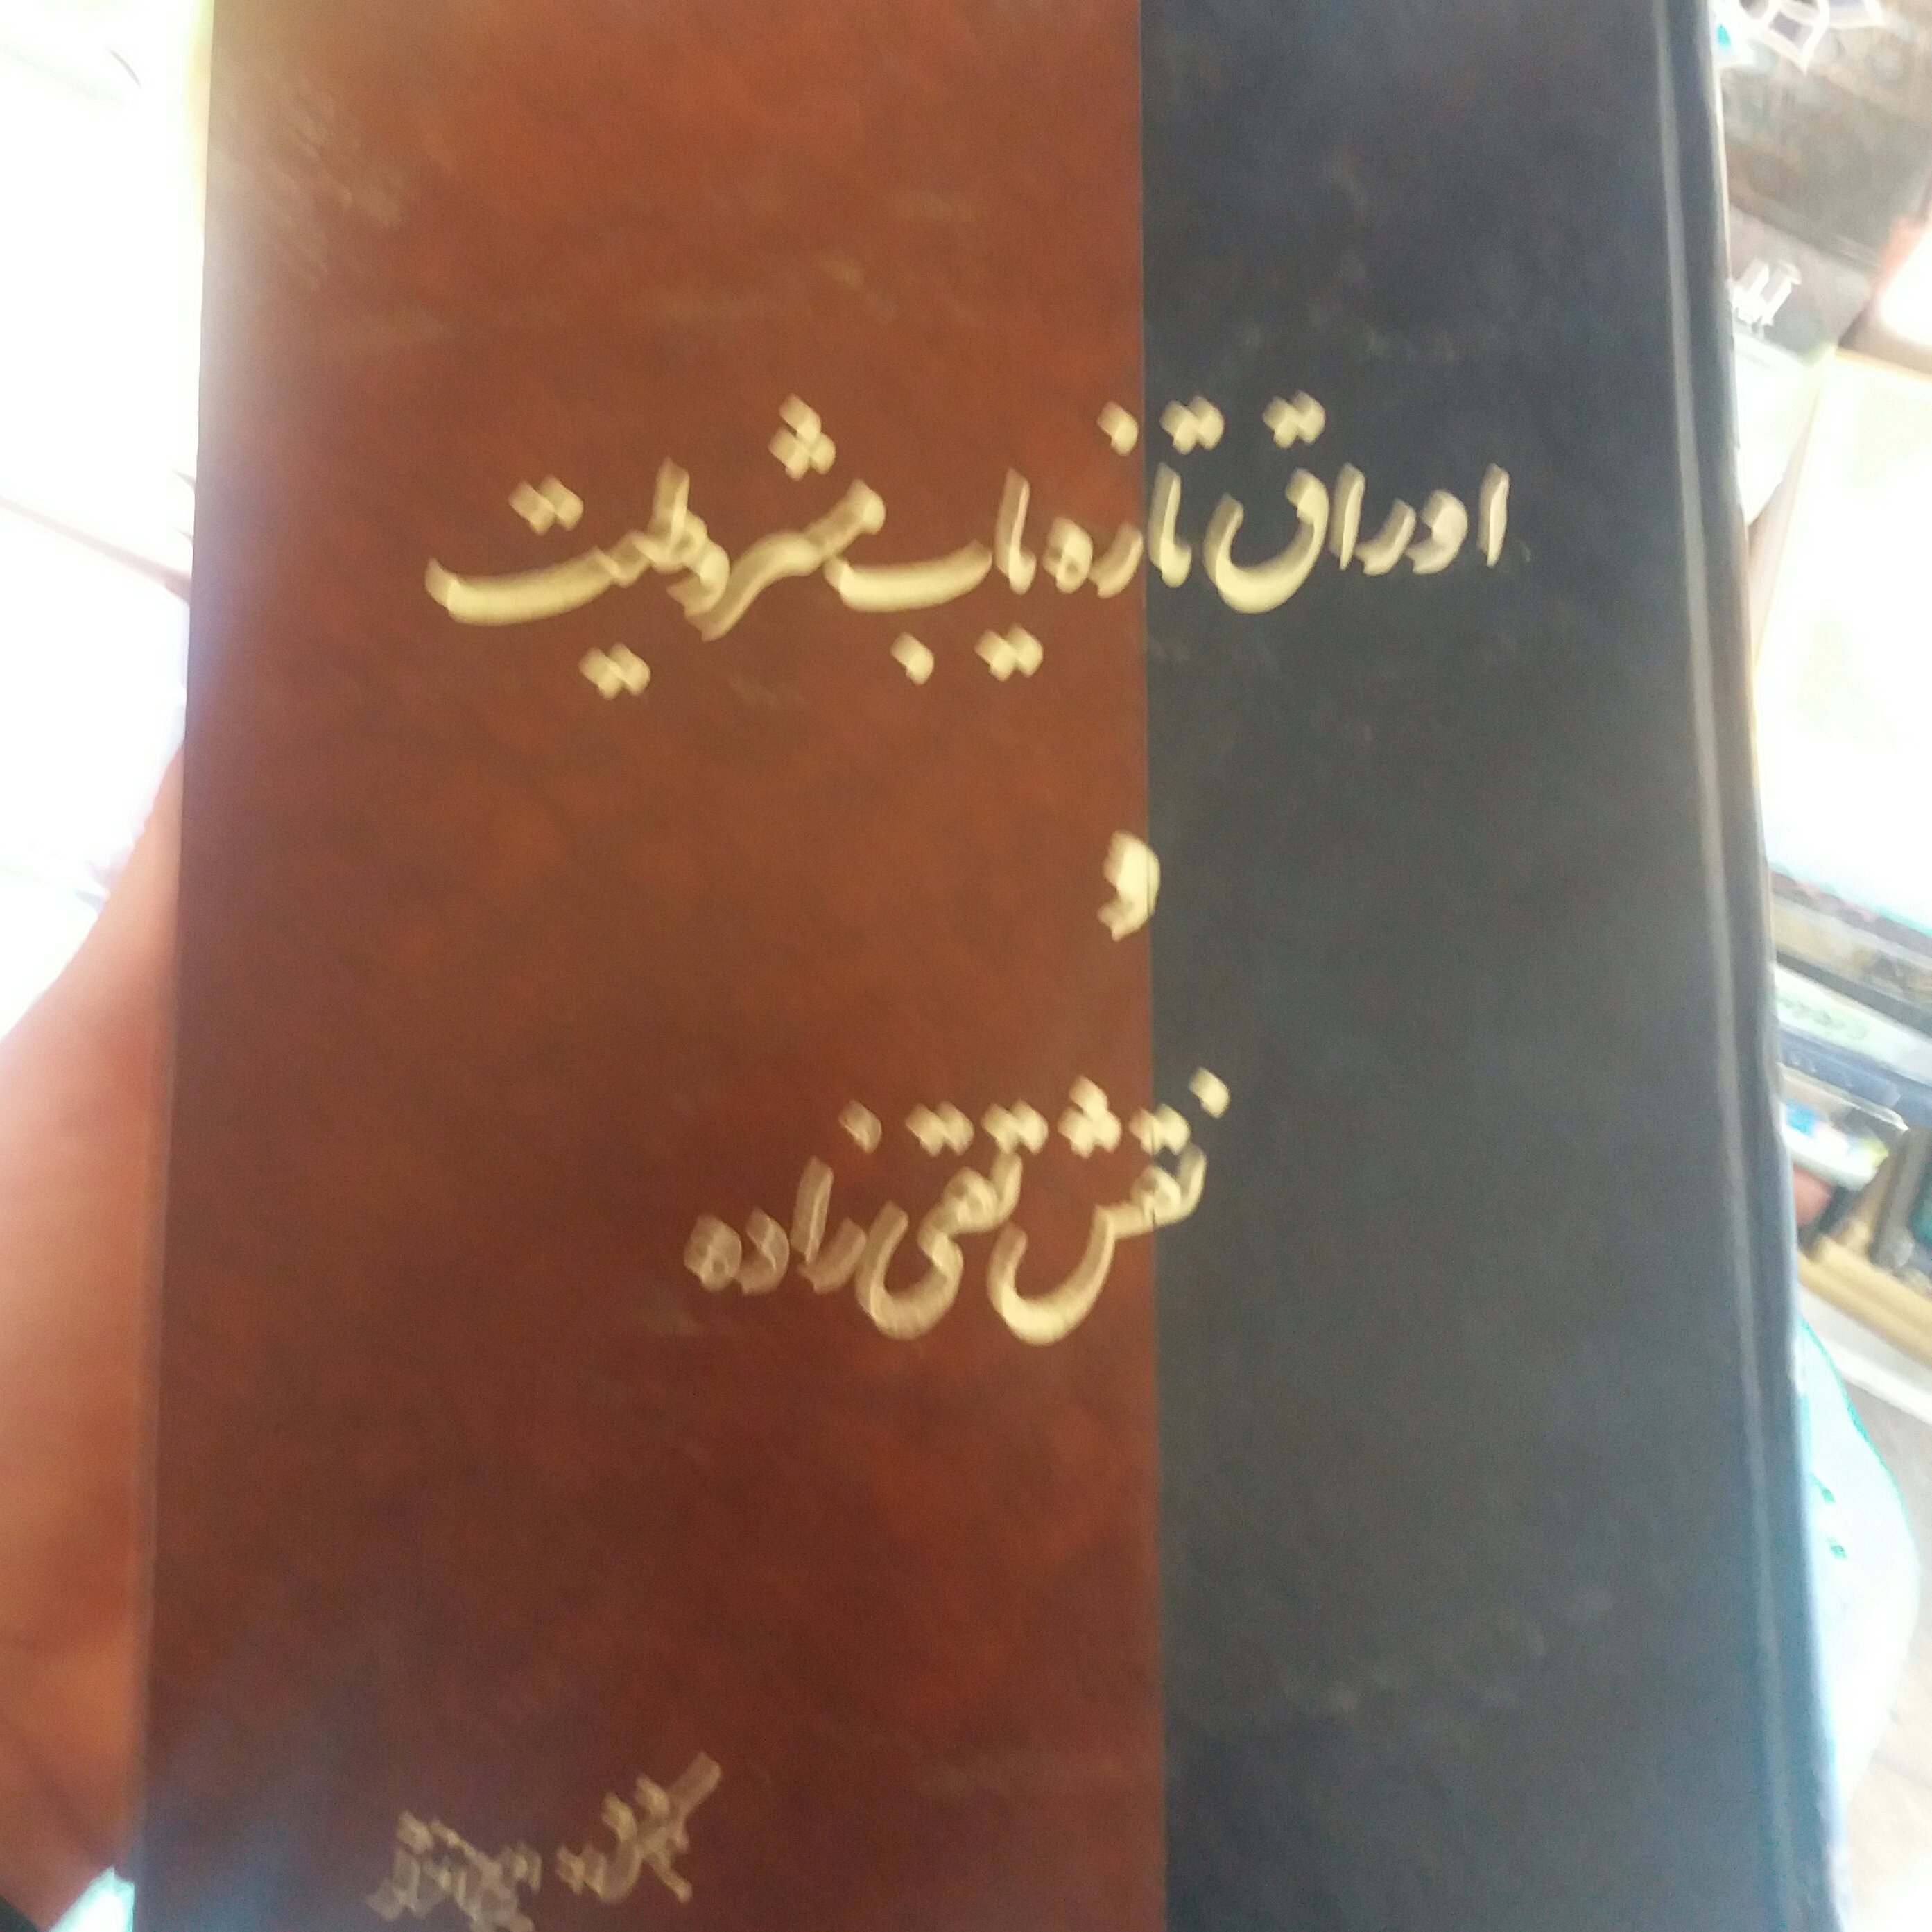 اوراق تازه یاب مشروطیت
و
نقش تقی زاده